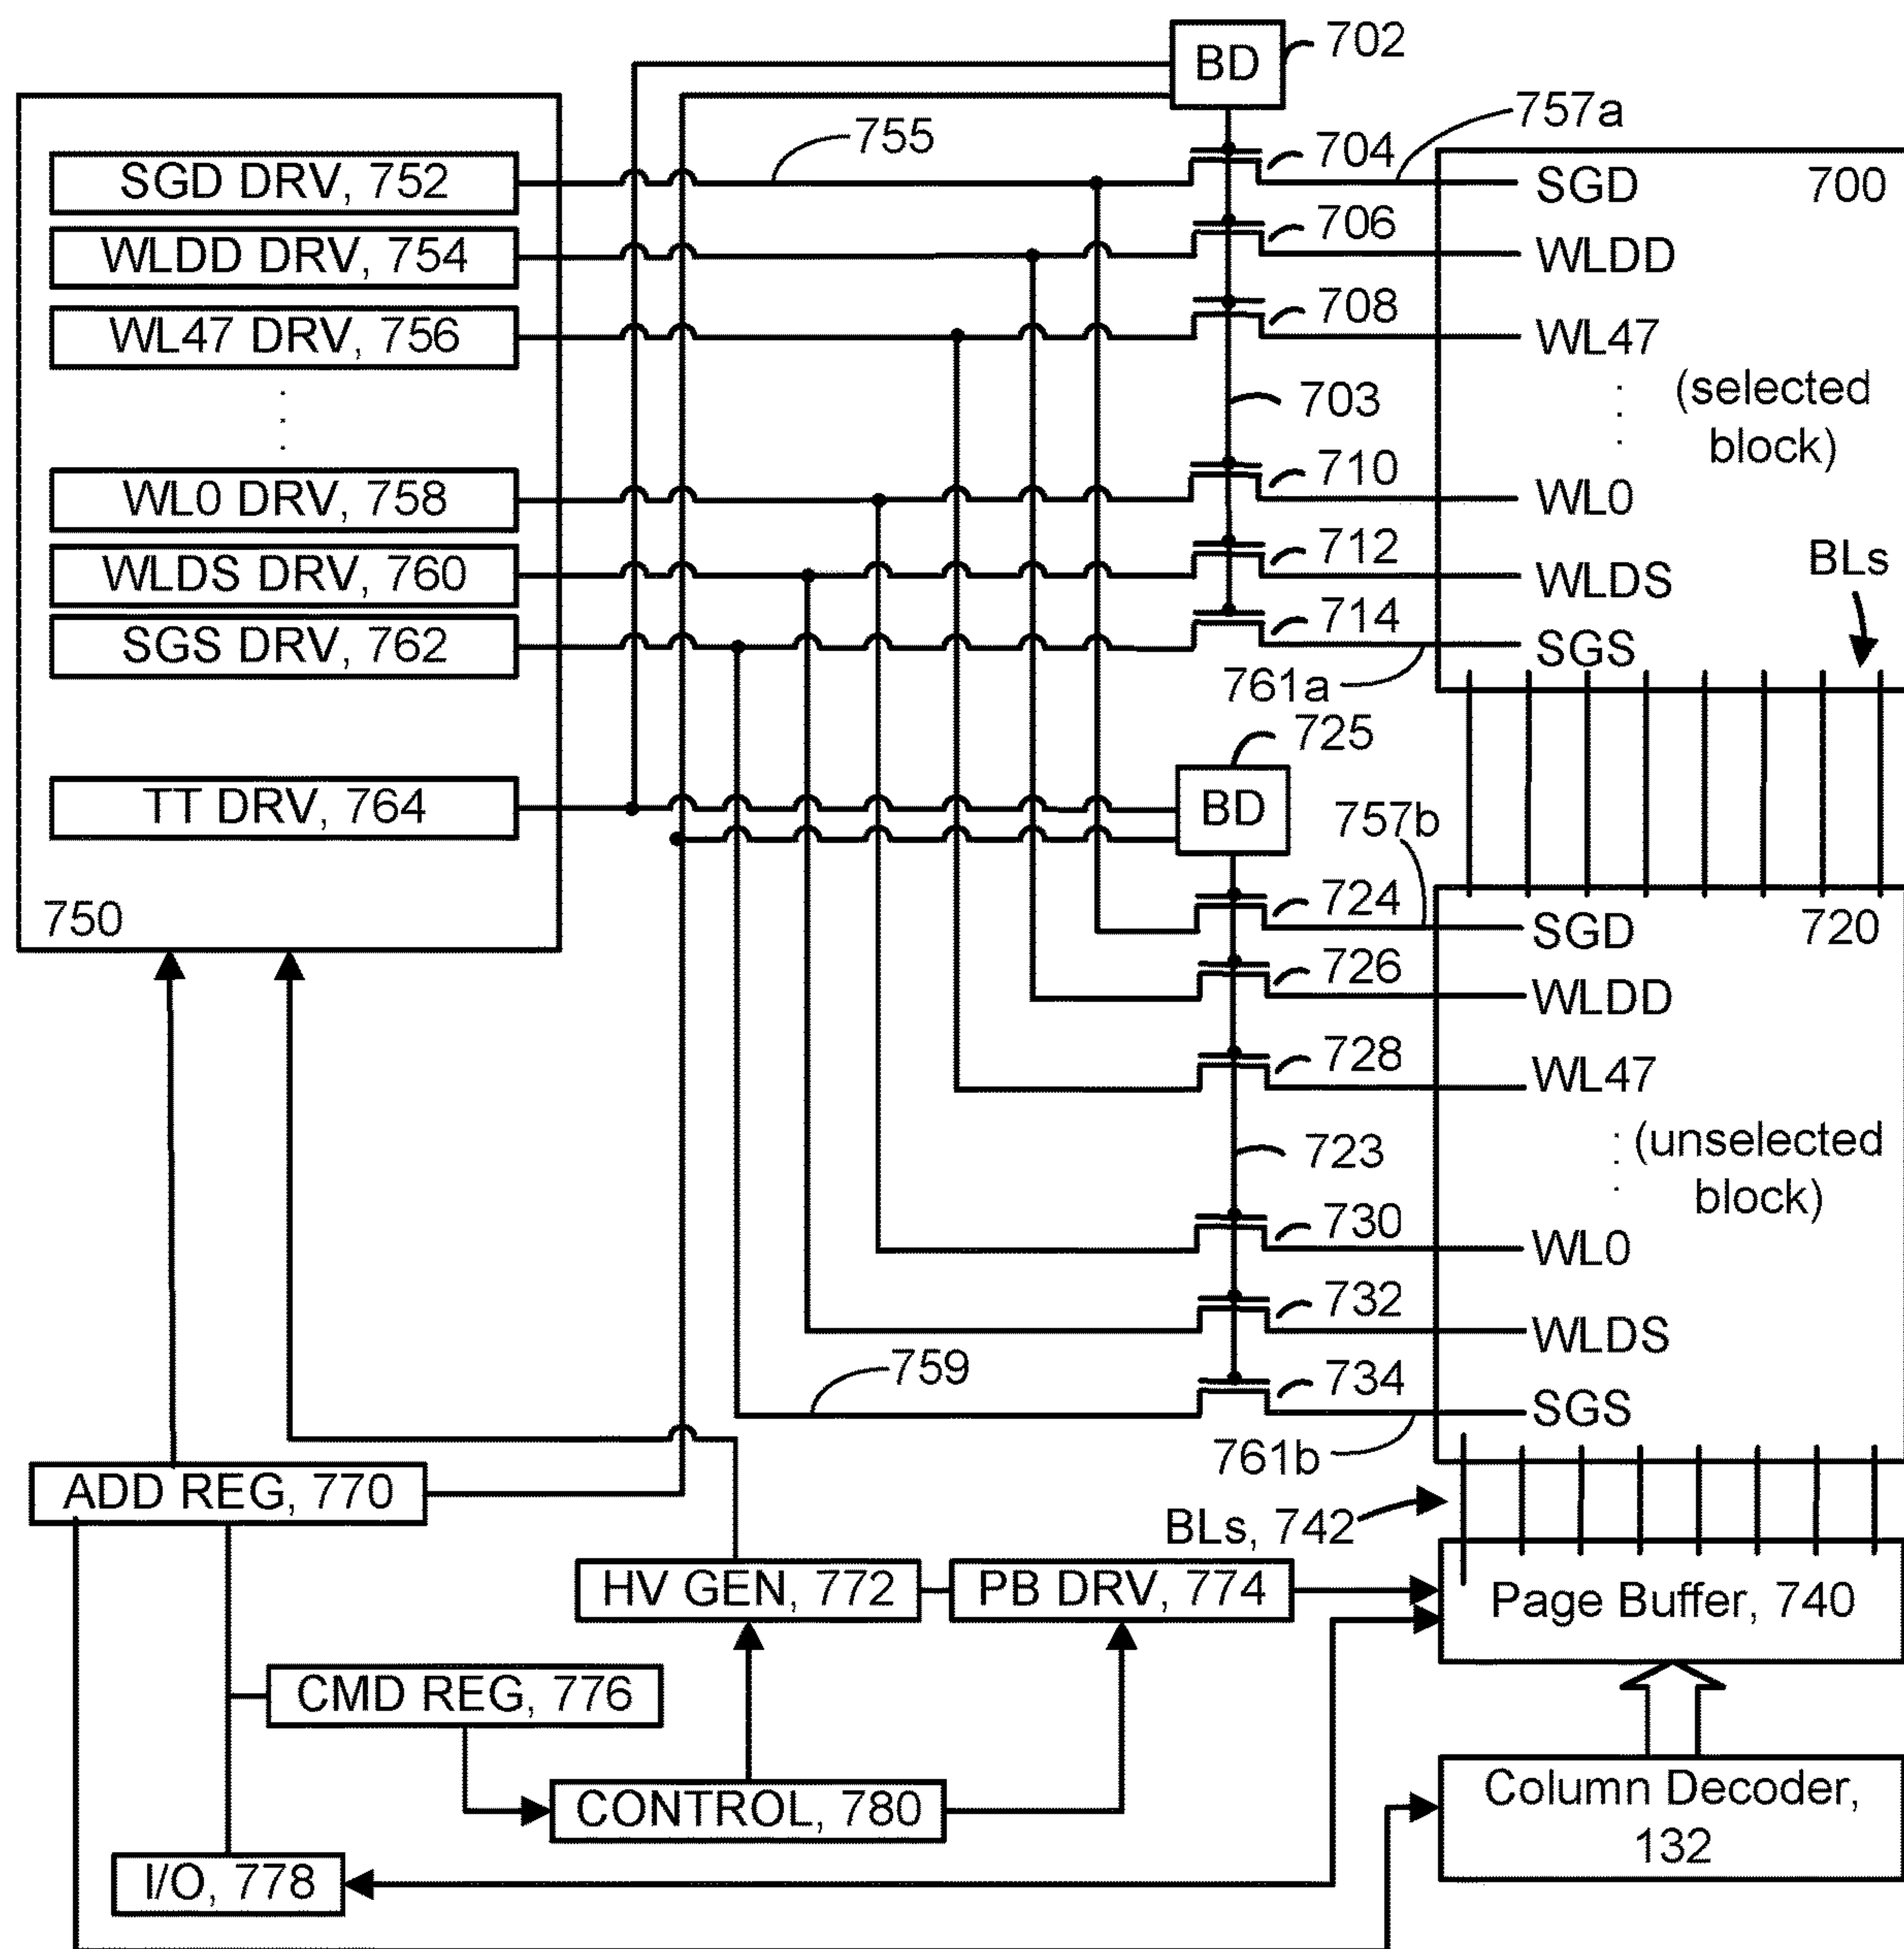 BD
702
755
757a
SGD DRV, 752
704
SGD
700
WLDD DRV, 754
706
WLDD
WL47 DRV, 756
708
WL47
703
(selected
block)
WL0 DRV, 758
710
WL0
WLDS DRV, 760
712
WLDS
BLs
SGS DRV, 762
714
SGS
761a
725
TT DRV, 764
BD
757b
750
724
SGD
720
726
WLDD
728
WL47
723
(unselected
block)
730
WL0
732
WLDS
759
734
SGS
761b
ADD REG, 770
BLs, 742
HV GEN, 772
PB DRV, 774
Page Buffer, 740
CMD REG, 776
CONTROL, 780
Column Decoder,
132
I/O, 778